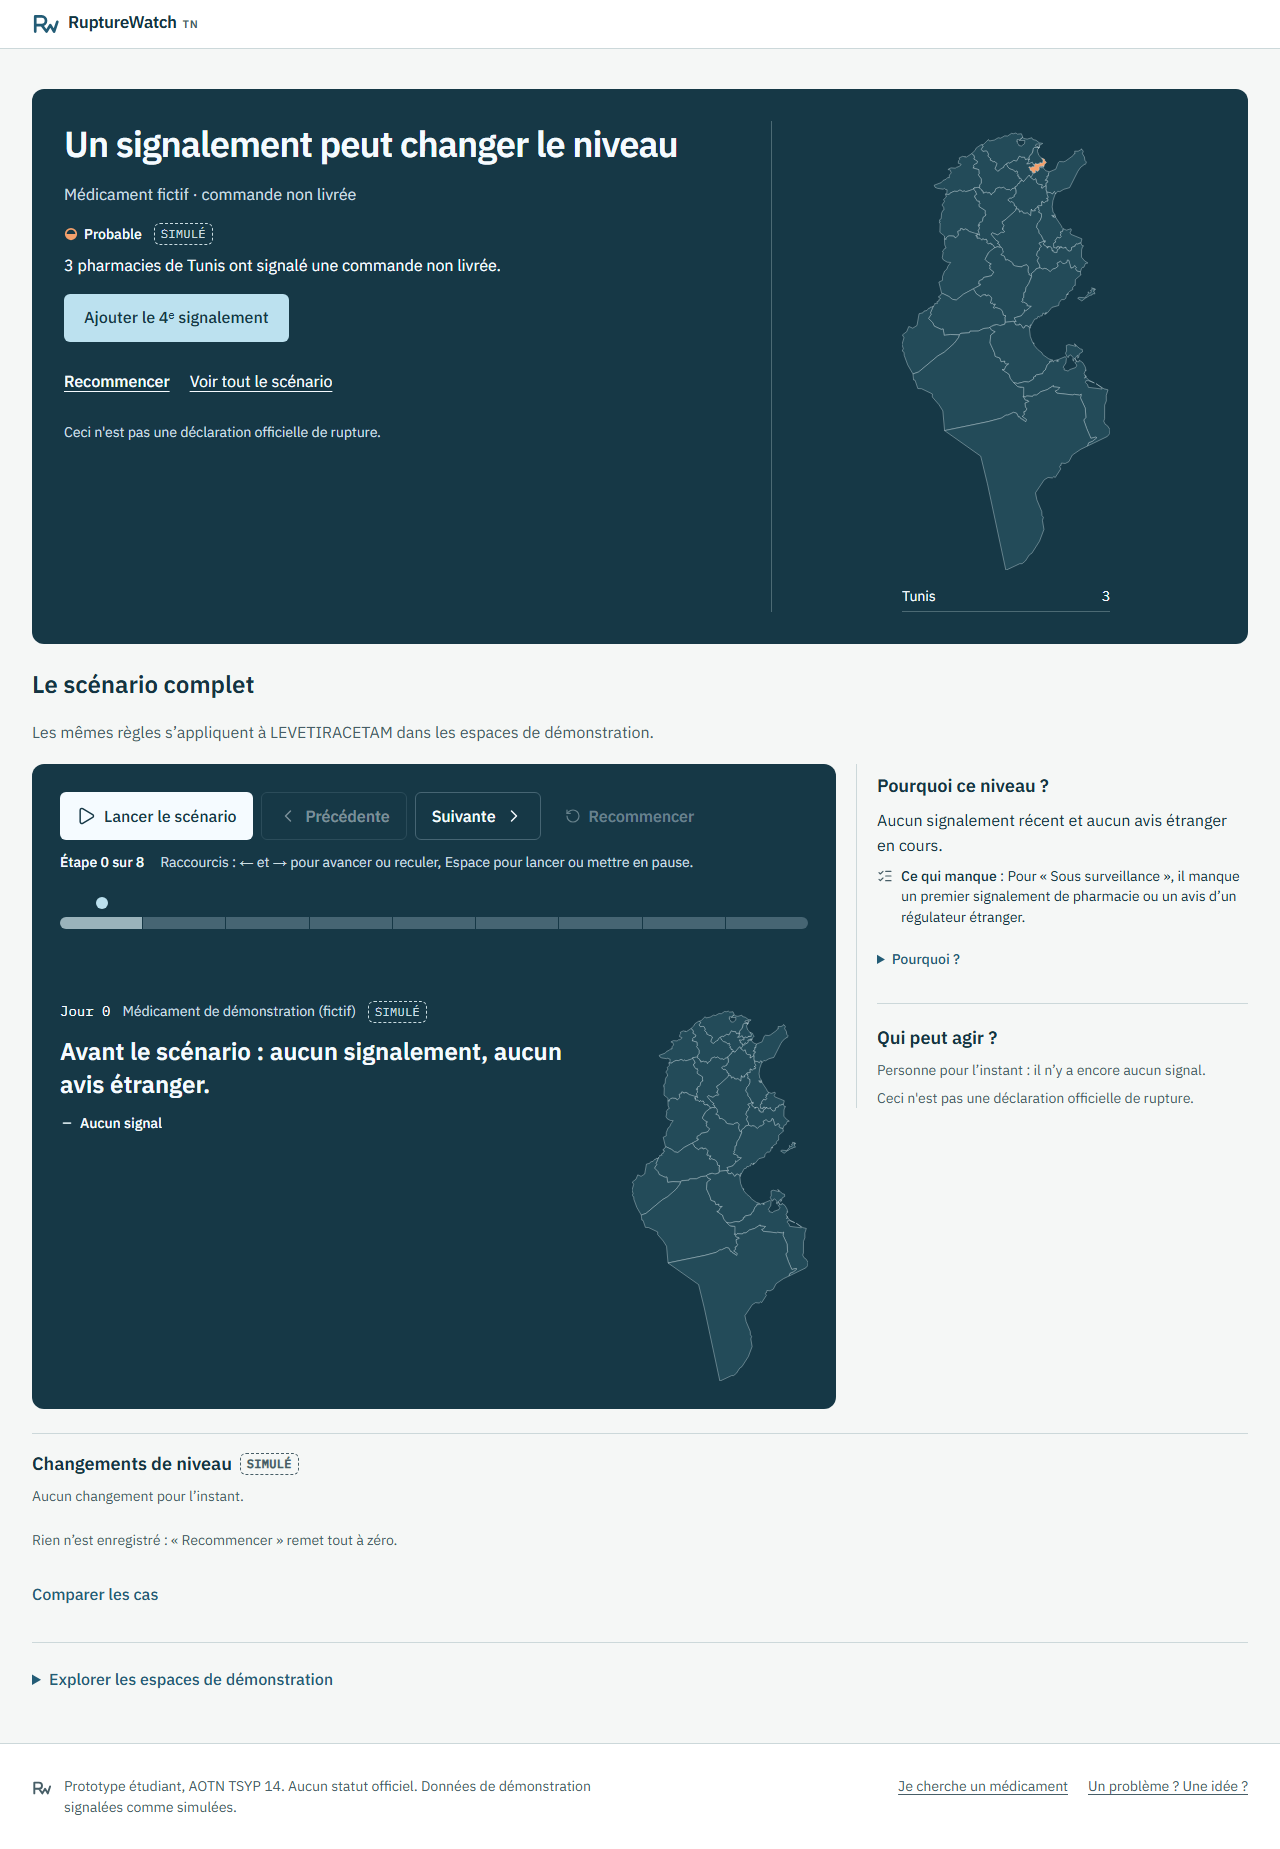 RuptureWatch TN
Un signalement peut changer le niveau
Médicament fictif · commande non livrée
Probable SIMULÉ
3 pharmacies de Tunis ont signalé une commande non livrée.
Ajouter le 4ᵉ signalement
Recommencer Voir tout le scénario
Ceci n'est pas une déclaration officielle de rupture.
Tunis 3
Le scénario complet
Les mêmes règles s’appliquent à LEVETIRACETAM dans les espaces de démonstration.
Lancer le scénario Précédente Suivante Recommencer
Étape 0 sur 8 Raccourcis : ← et → pour avancer ou reculer, Espace pour lancer ou mettre en pause.
Jour 0 Médicament de démonstration (fictif) SIMULÉ
Avant le scénario : aucun signalement, aucun
avis étranger.
– Aucun signal
Pourquoi ce niveau ?
Aucun signalement récent et aucun avis étranger
en cours.
Ce qui manque : Pour « Sous surveillance », il manque
un premier signalement de pharmacie ou un avis d’un
régulateur étranger.
Pourquoi ?
Qui peut agir ?
Personne pour l’instant : il n’y a encore aucun signal.
Ceci n'est pas une déclaration officielle de rupture.
Changements de niveau SIMULÉ
Aucun changement pour l’instant.
Rien n’est enregistré : « Recommencer » remet tout à zéro.
Comparer les cas
Explorer les espaces de démonstration
Prototype étudiant, AOTN TSYP 14. Aucun statut officiel. Données de démonstration
signalées comme simulées.
Je cherche un médicament Un problème ? Une idée ?